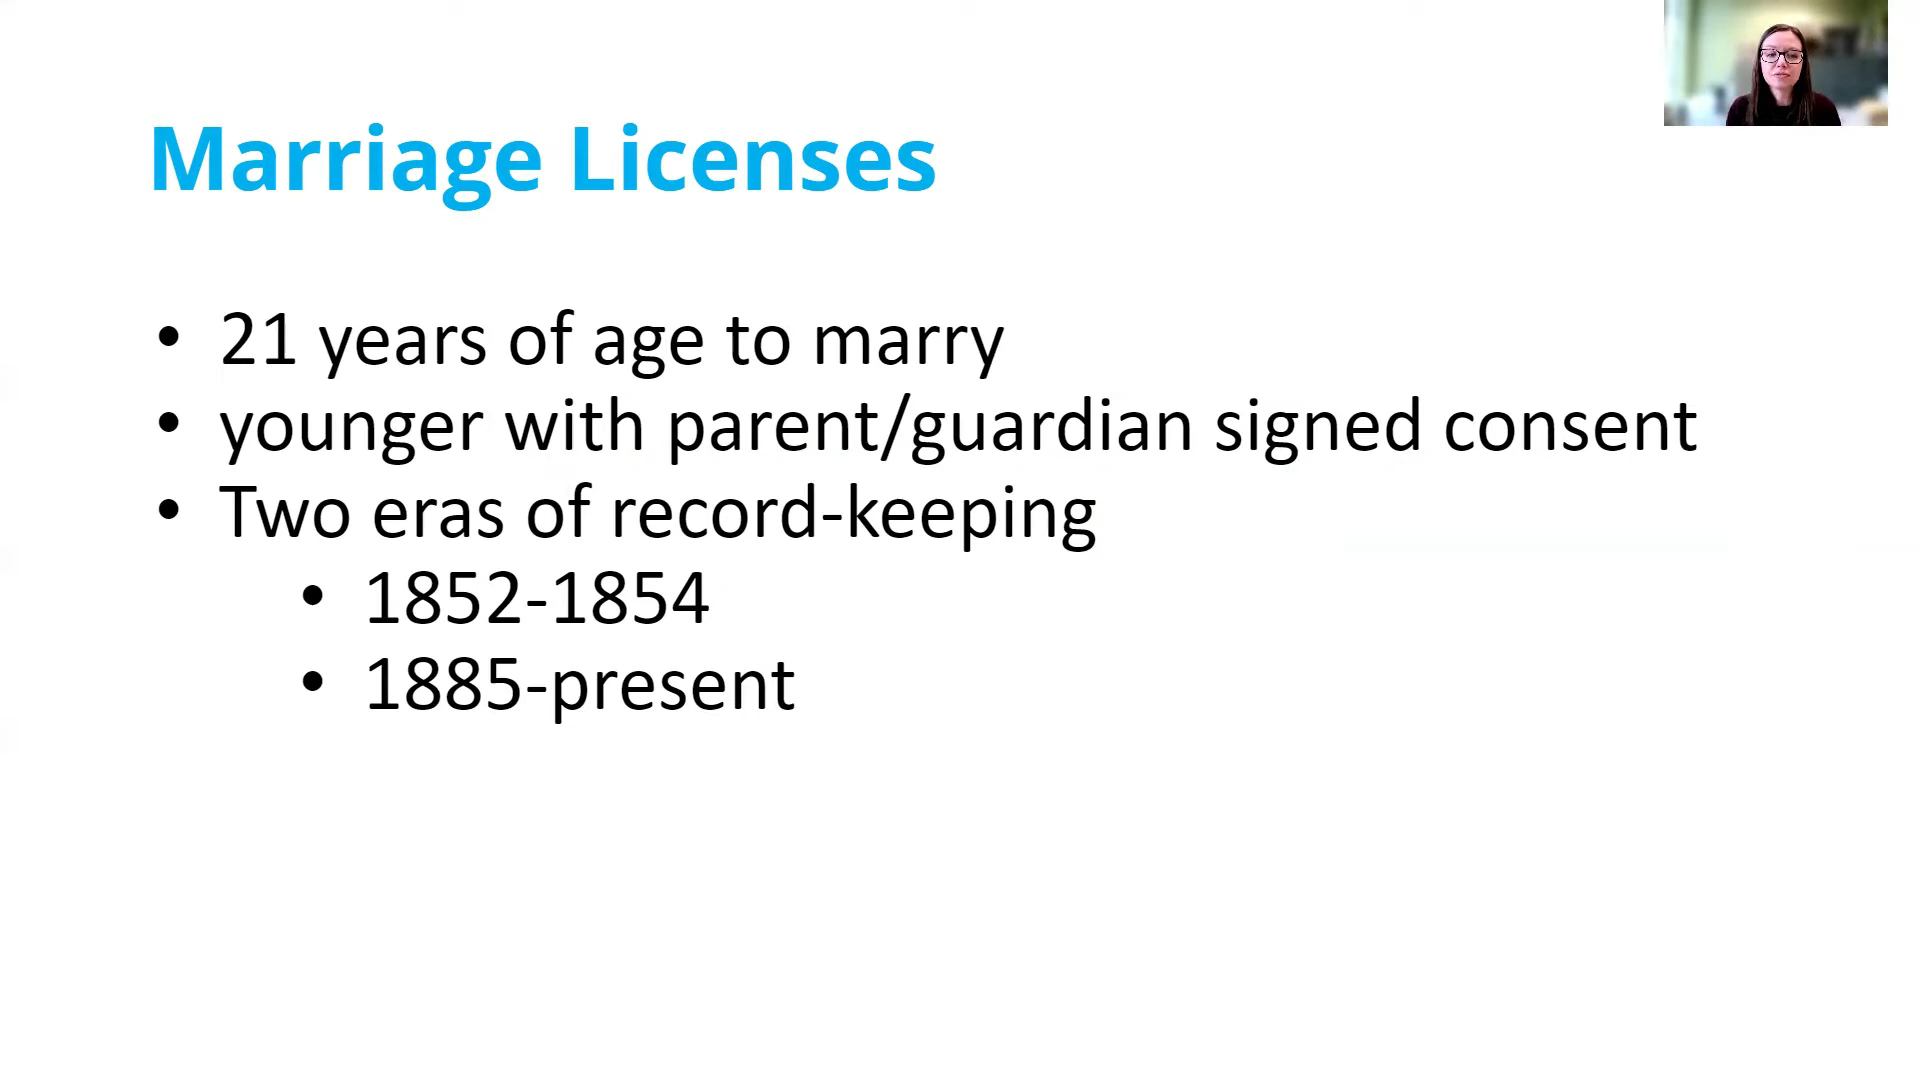 Marriage Licenses
• 21 years of age to marry
• younger with parent/guardian signed consent
• Two eras of record-keeping
• 1852-1854
• 1885-present